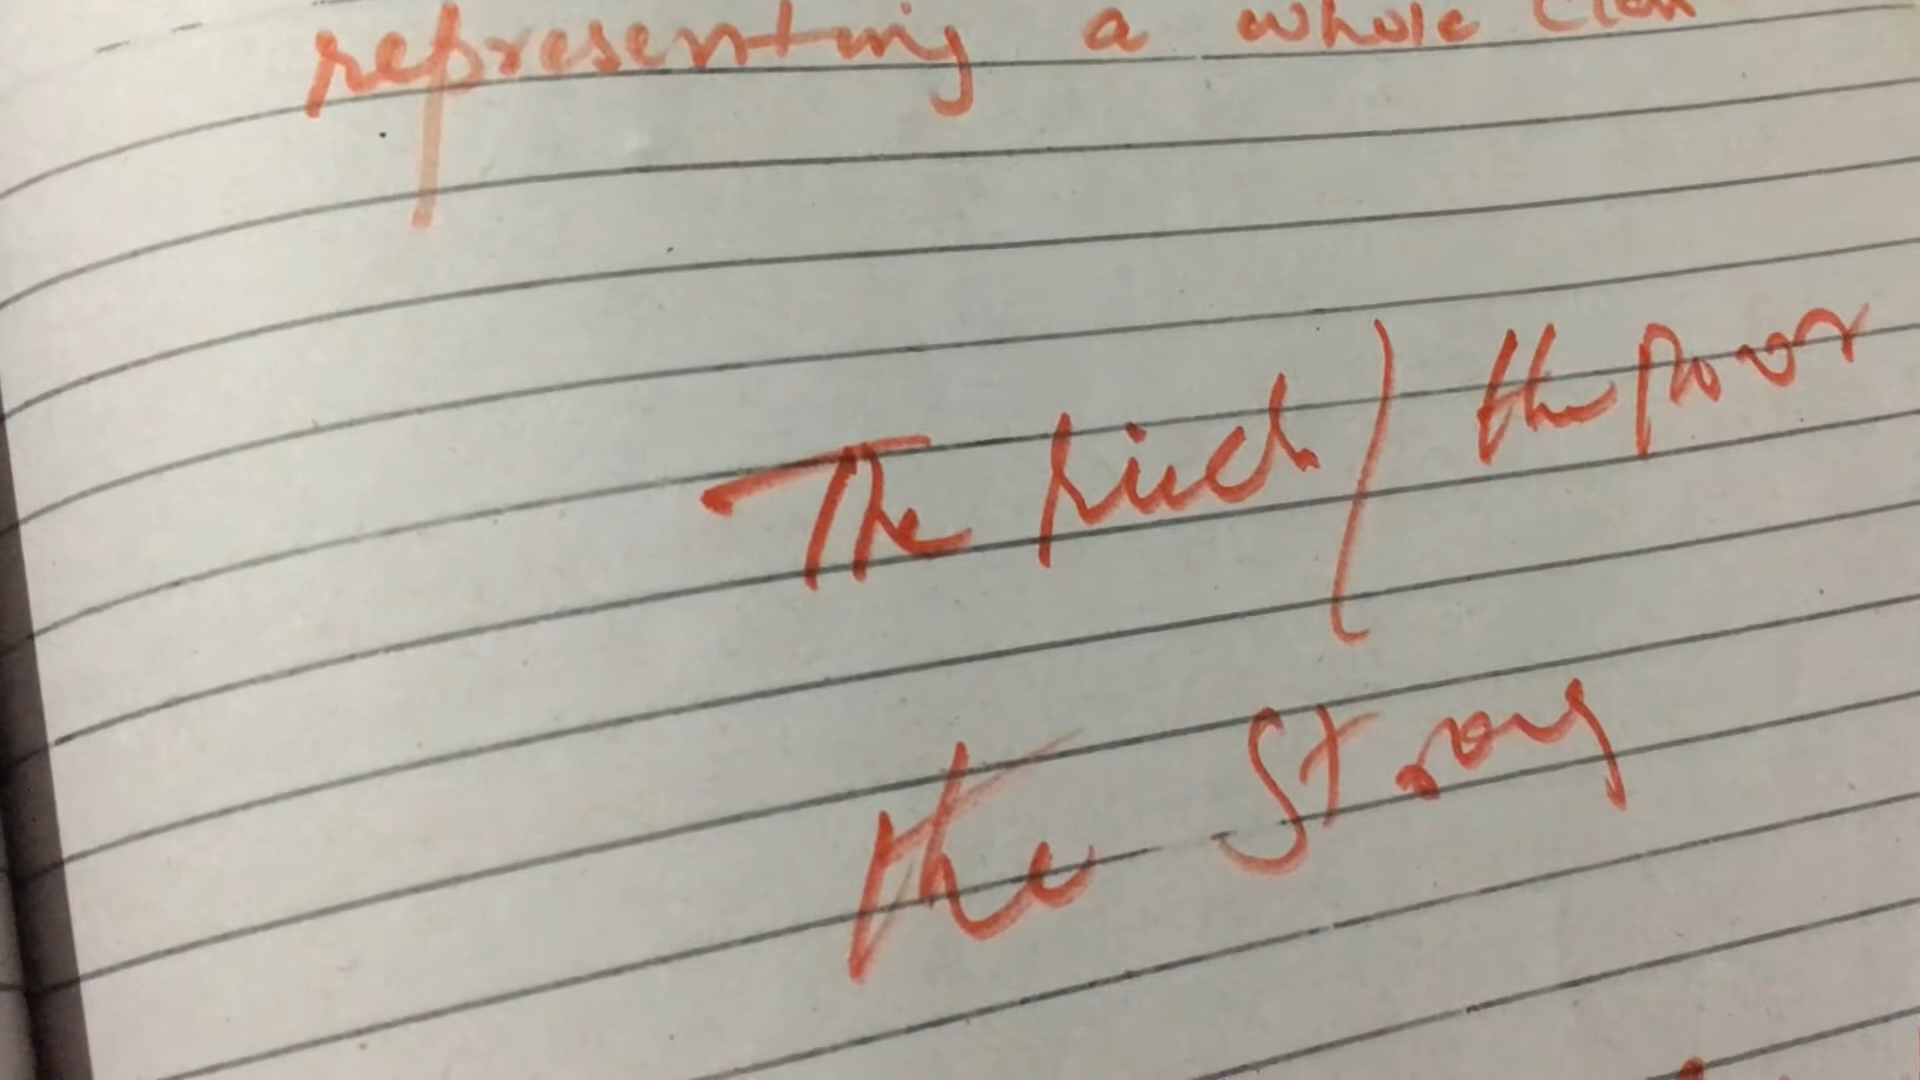 representing a whole
The rich / the poor
the strong